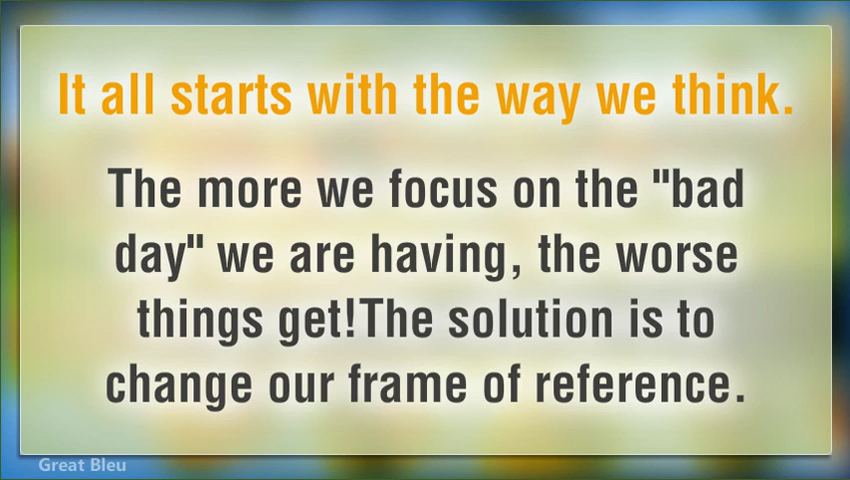 It all starts with the way we think.
The more we focus on the "bad
day" we are having, the worse
things get!The solution is to
change our frame of reference.
Great Bleu